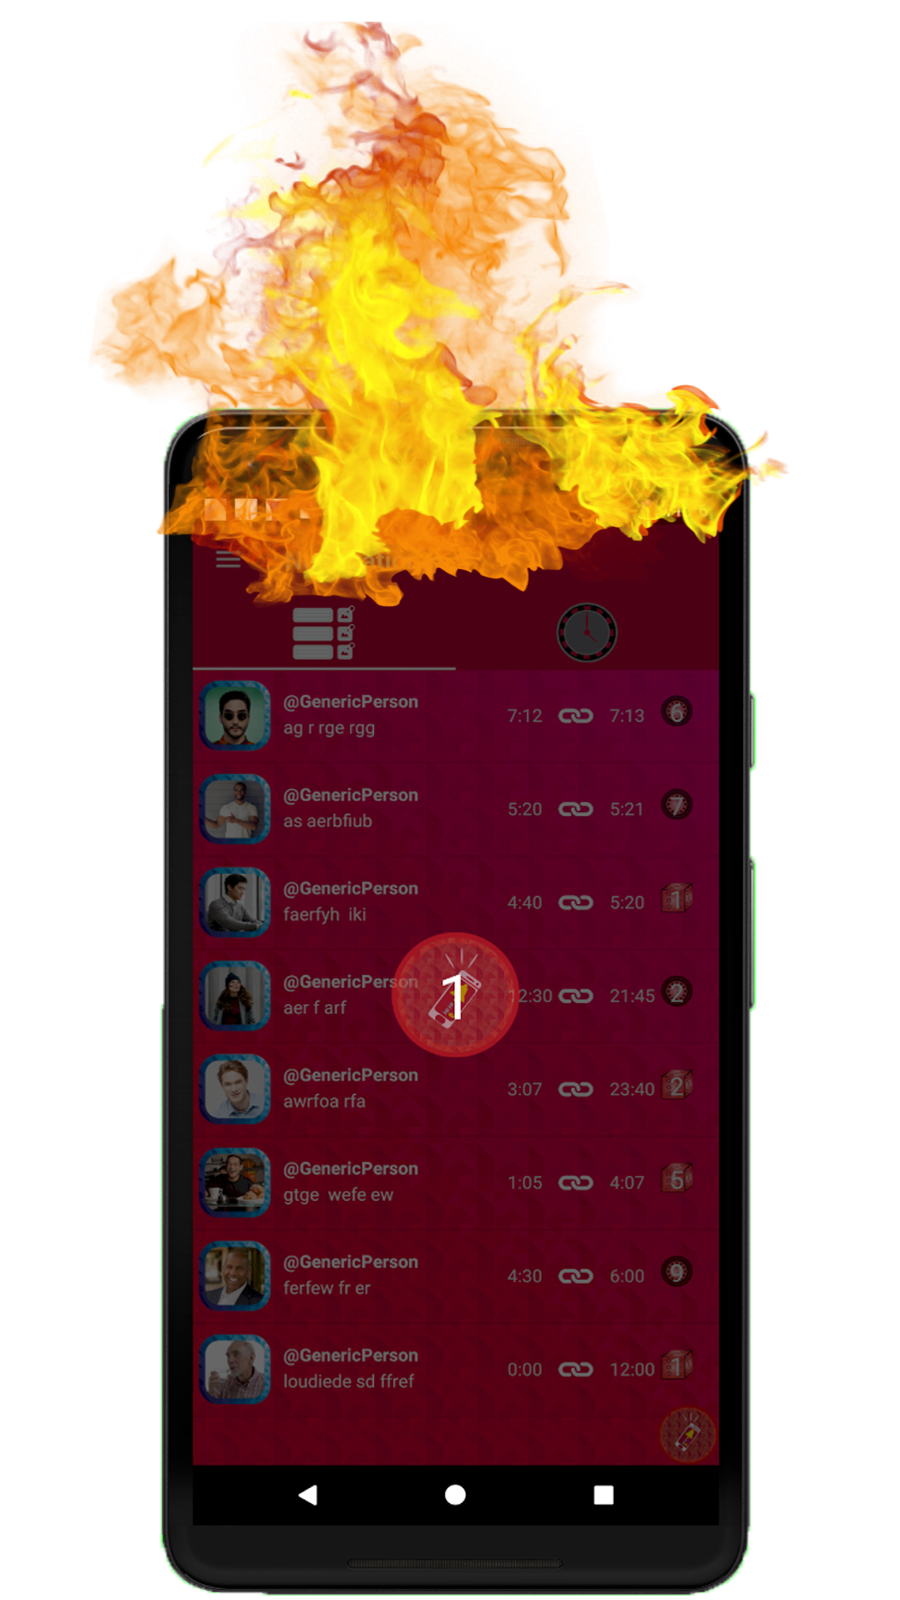 @GenericPerson
ag r rge rgg
7:12 7:13 6
@GenericPerson
as aerbfiub
5:20 5:21 7
@GenericPerson
faerfyh iki
4:40 5:20 1
@GenericPerson
aer f arf
12:30 21:45 2
1
@GenericPerson
awrfoa rfa
3:07 23:40 2
@GenericPerson
gtge wefe ew
1:05 4:07 5
@GenericPerson
ferfew fr er
4:30 6:00 9
@GenericPerson
loudiede sd ffref
0:00 12:00 1